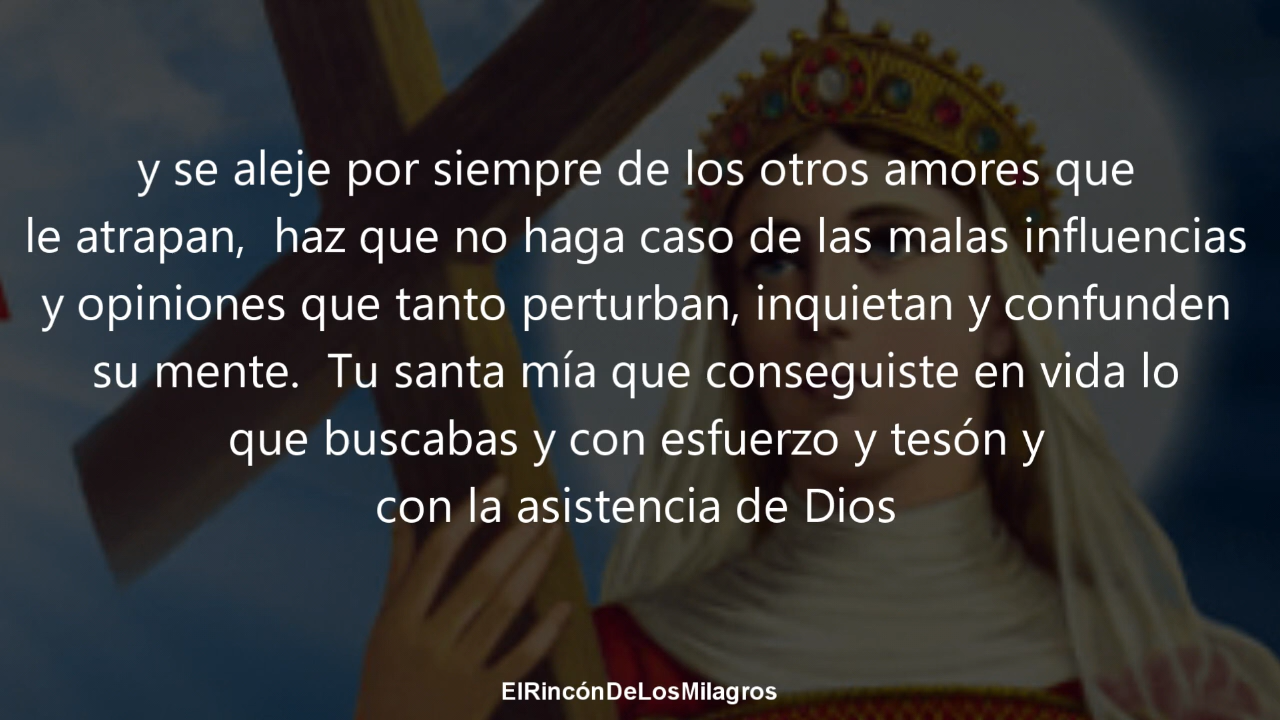 y se aleje por siempre de los otros amores que
le atrapan,  haz que no haga caso de las malas influencias
y opiniones que tanto perturban, inquietan y confunden
su mente.  Tu santa mía que conseguiste en vida lo
que buscabas y con esfuerzo y tesón y
con la asistencia de Dios
ElRincónDeLosMilagros